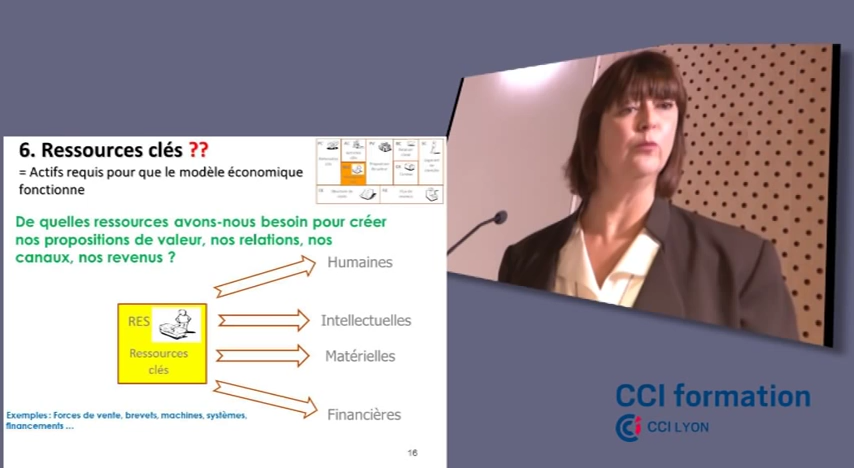 6. Ressources clés ??
= Actifs requis pour que le modèle économique
fonctionne
De quelles ressources avons-nous besoin pour créer
nos propositions de valeur, nos relations, nos
canaux, nos revenus ?
Humaines
RES
Ressources
clés
Intellectuelles
Matérielles
Financières
Exemples : Forces de vente, brevets, machines, systèmes,
financements ...
16
CCI formation
CCI LYON